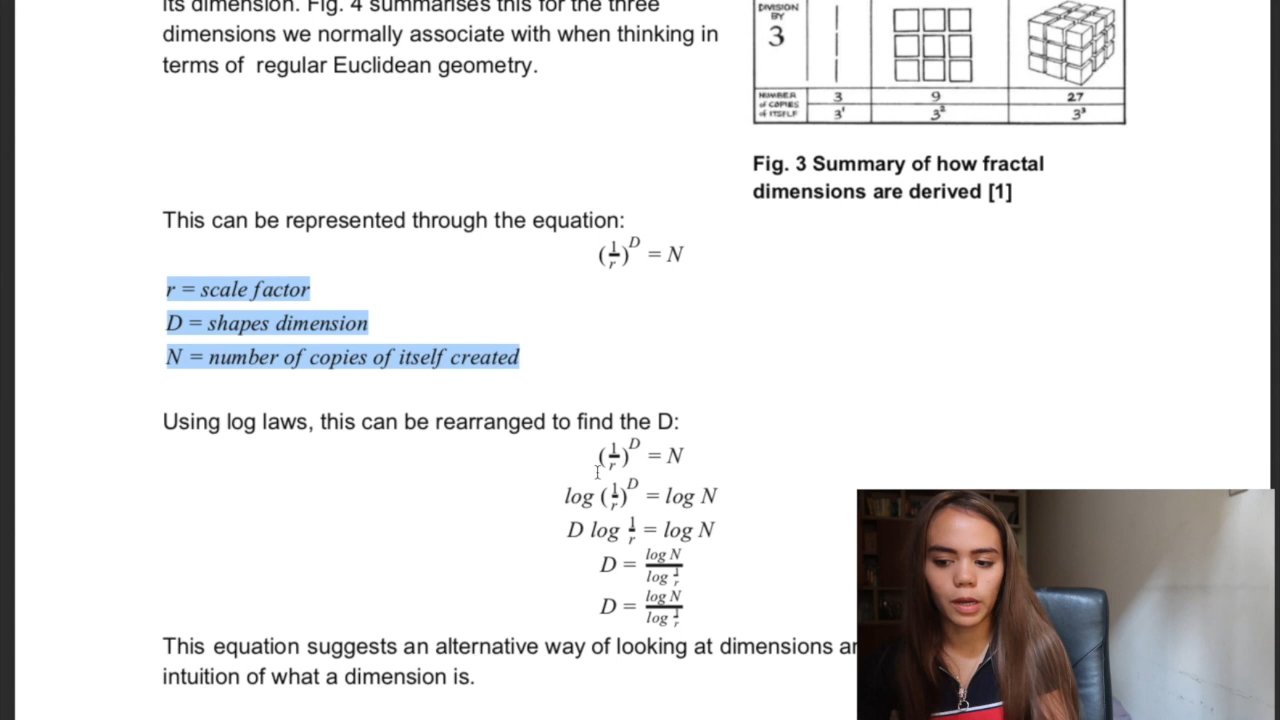 its dimension. Fig. 4 summarises this for the three
dimensions we normally associate with when thinking in
terms of regular Euclidean geometry.
DIVISION
BY
3
NUMBER
of COPIES
of ITSELF
3 9 27
3¹ 3² 3³
Fig. 3 Summary of how fractal
dimensions are derived [1]
This can be represented through the equation:
(1/r)^D = N
r = scale factor
D = shapes dimension
N = number of copies of itself created
Using log laws, this can be rearranged to find the D:
(1/r)^D = N
log (1/r)^D = log N
D log 1/r = log N
D = log N / log 1/r
D = log N / log 1/r
This equation suggests an alternative way of looking at dimensions
intuition of what a dimension is.